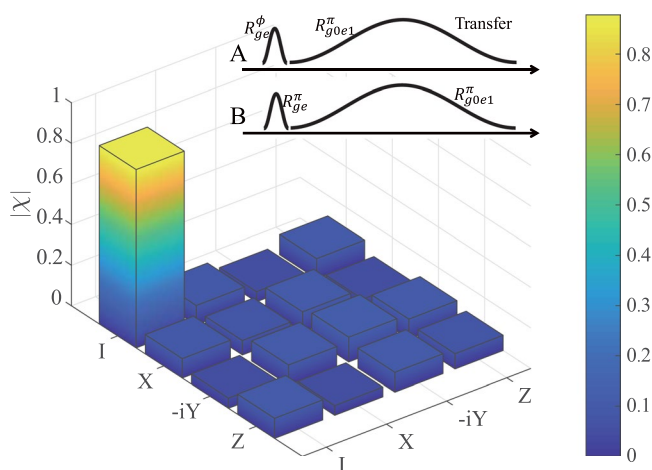 R_{ge}^{ϕ} R_{g0e1}^{π} Transfer
A
R_{ge}^{π} R_{g0e1}^{π}
B
1
0.8
0.6
0.4
0.2
0
|χ|
I
X
-iY
Z
I
X
-iY
Z
0.8
0.7
0.6
0.5
0.4
0.3
0.2
0.1
0